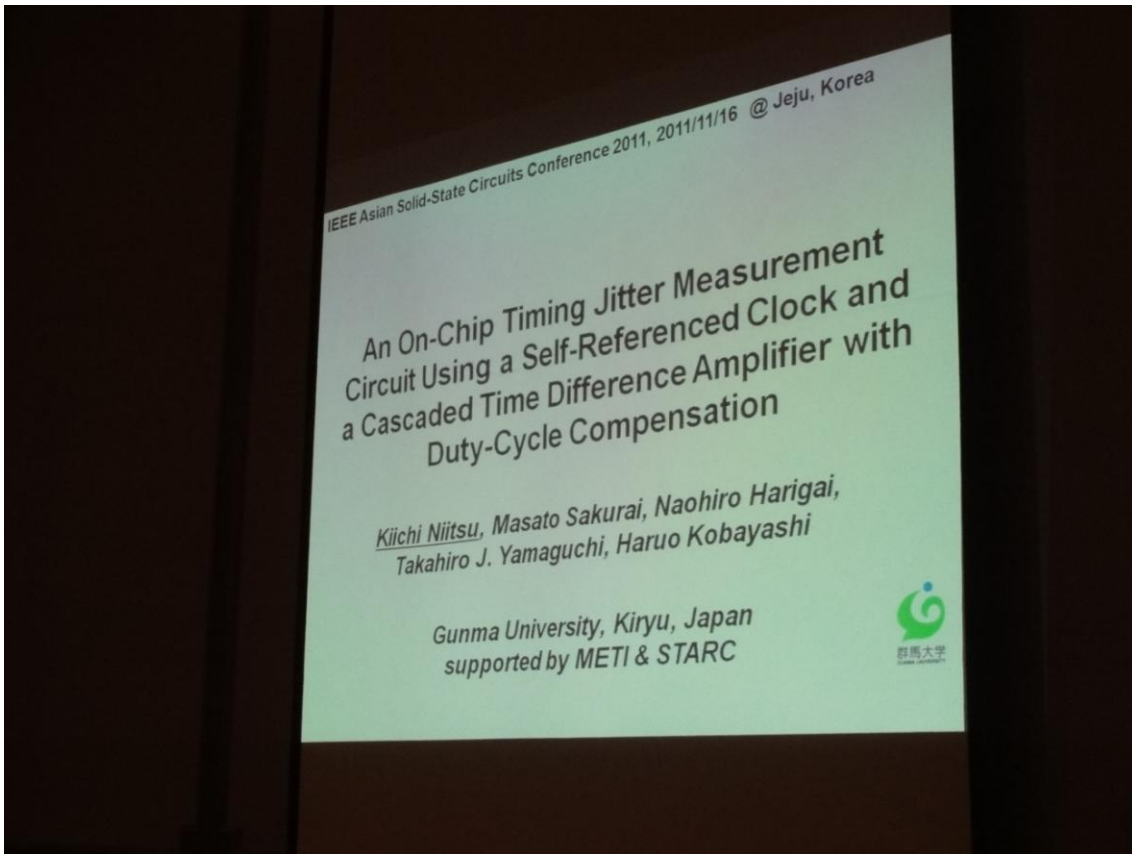 IEEE Asian Solid-State Circuits Conference 2011, 2011/11/16 @ Jeju, Korea
An On-Chip Timing Jitter Measurement
Circuit Using a Self-Referenced Clock and
a Cascaded Time Difference Amplifier with
Duty-Cycle Compensation
Kiichi Niitsu, Masato Sakurai, Naohiro Harigai,
Takahiro J. Yamaguchi, Haruo Kobayashi
Gunma University, Kiryu, Japan
supported by METI & STARC
群馬大学
GUNMA UNIVERSITY